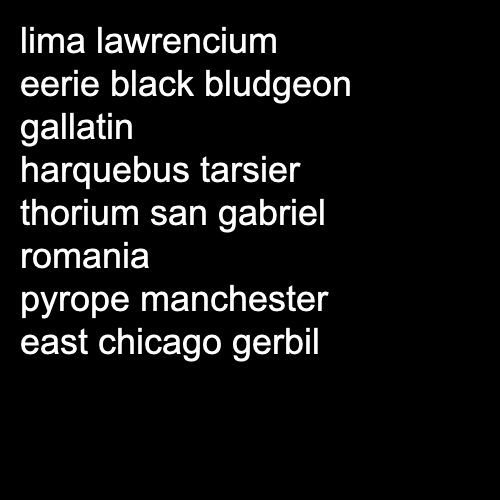 lima lawrencium
eerie black bludgeon
gallatin
harquebus tarsier
thorium san gabriel
romania
pyrope manchester
east chicago gerbil